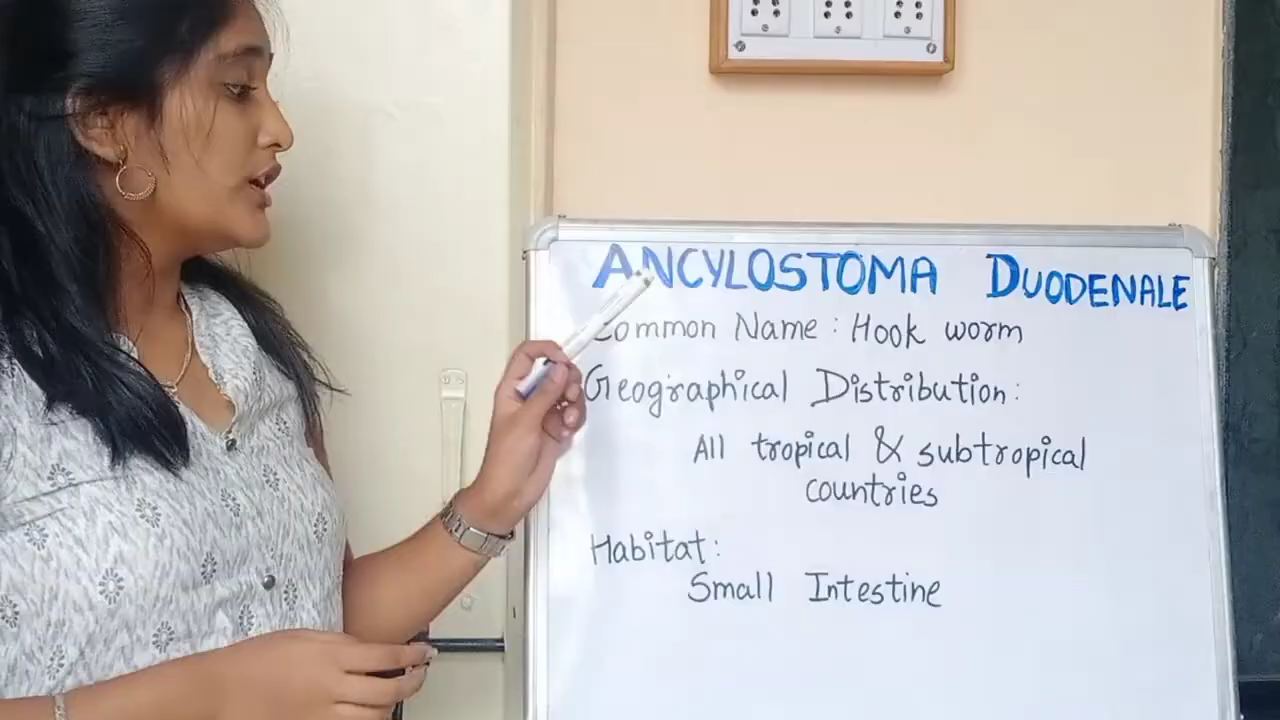 ANCYLOSTOMA DUODENALE
Common Name : Hook worm
Geographical Distribution :
All tropical & subtropical
countries
Habitat :
Small Intestine